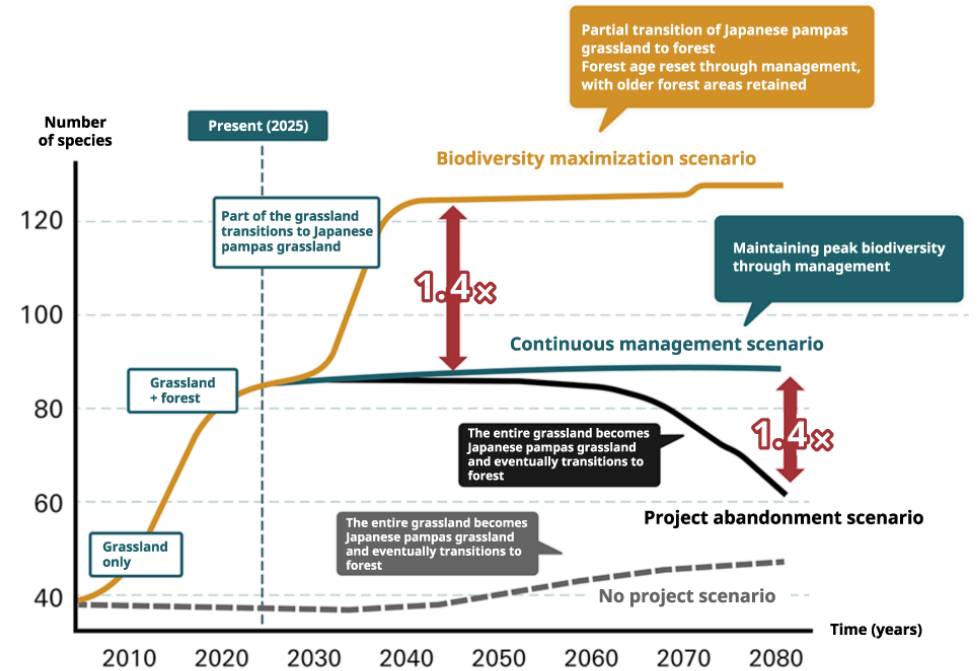 Partial transition of Japanese pampas
grassland to forest
Forest age reset through management,
with older forest areas retained
Number
of species
Present (2025)
Biodiversity maximization scenario
Part of the grassland
transitions to Japanese
pampas grassland
120
Maintaining peak biodiversity
through management
1.4×
100
Continuous management scenario
Grassland
+ forest
80
The entire grassland becomes
Japanese pampas grassland
and eventually transitions to
forest
1.4×
60
Project abandonment scenario
The entire grassland becomes
Japanese pampas grassland
and eventually transitions to
forest
Grassland
only
40
No project scenario
Time (years)
2010 2020 2030 2040 2050 2060 2070 2080